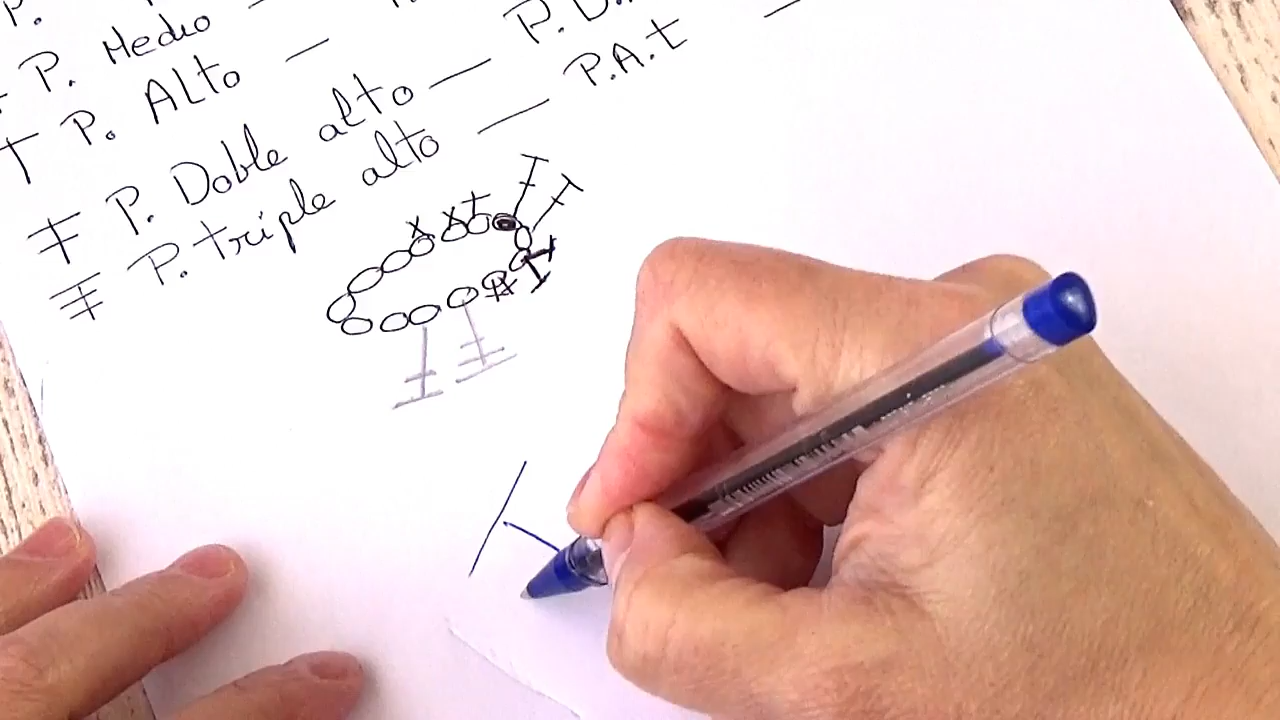 P. Medio
P. Alto —
P. Doble alto — P. D.
P. triple alto — P.A.t